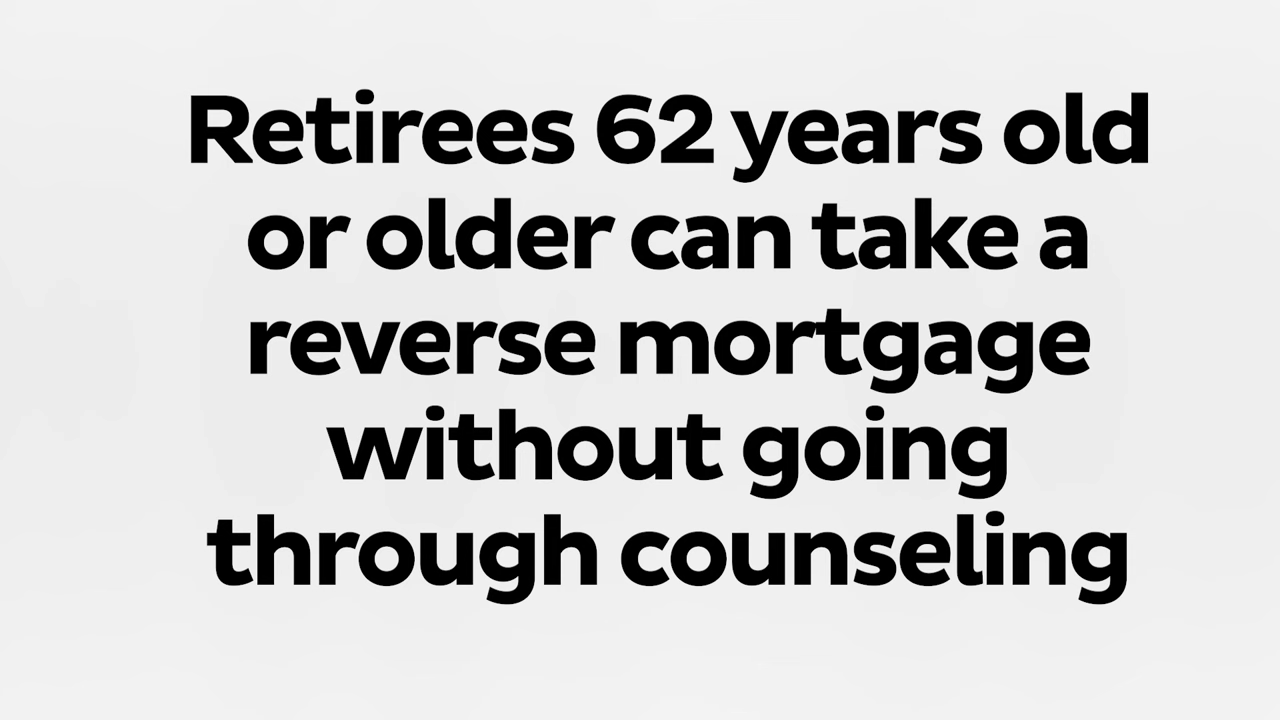 Retirees 62 years old
or older can take a
reverse mortgage
without going
through counseling